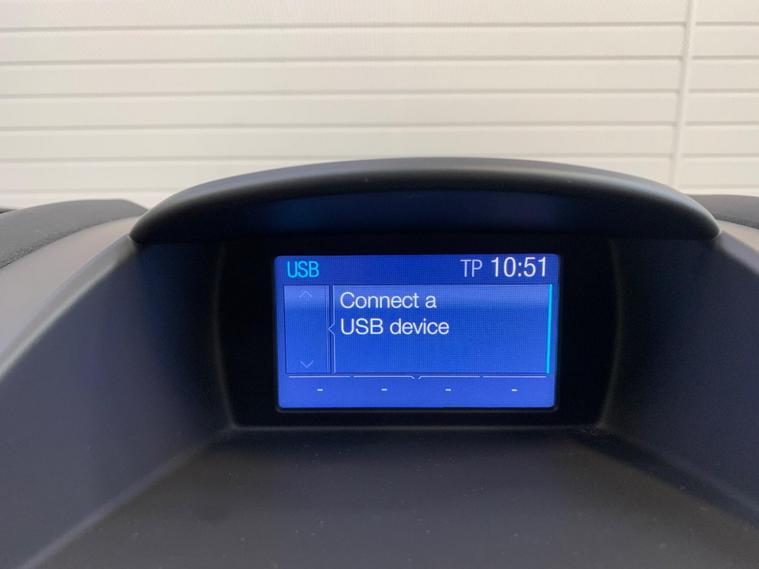 USB TP 10:51
Connect a
USB device
- - - -